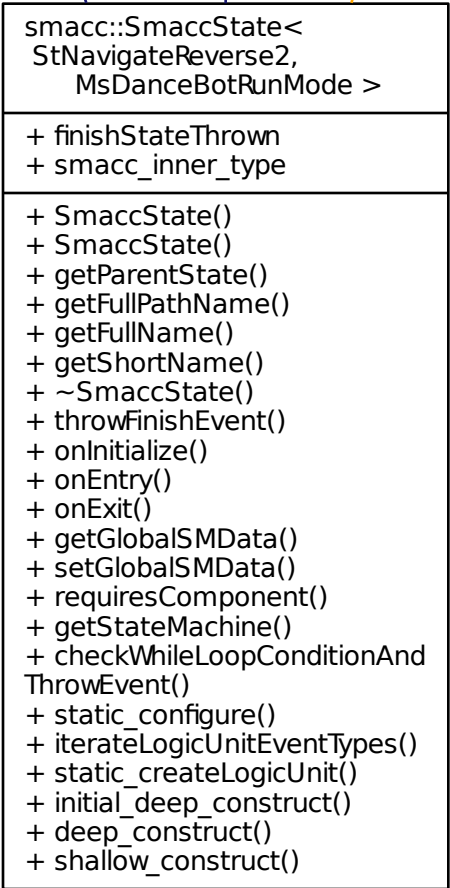 smacc::SmaccState<
StNavigateReverse2,
MsDanceBotRunMode >
+ finishStateThrown
+ smacc_inner_type
+ SmaccState()
+ SmaccState()
+ getParentState()
+ getFullPathName()
+ getFullName()
+ getShortName()
+ ~SmaccState()
+ throwFinishEvent()
+ onInitialize()
+ onEntry()
+ onExit()
+ getGlobalSMData()
+ setGlobalSMData()
+ requiresComponent()
+ getStateMachine()
+ checkWhileLoopConditionAnd
ThrowEvent()
+ static_configure()
+ iterateLogicUnitEventTypes()
+ static_createLogicUnit()
+ initial_deep_construct()
+ deep_construct()
+ shallow_construct()